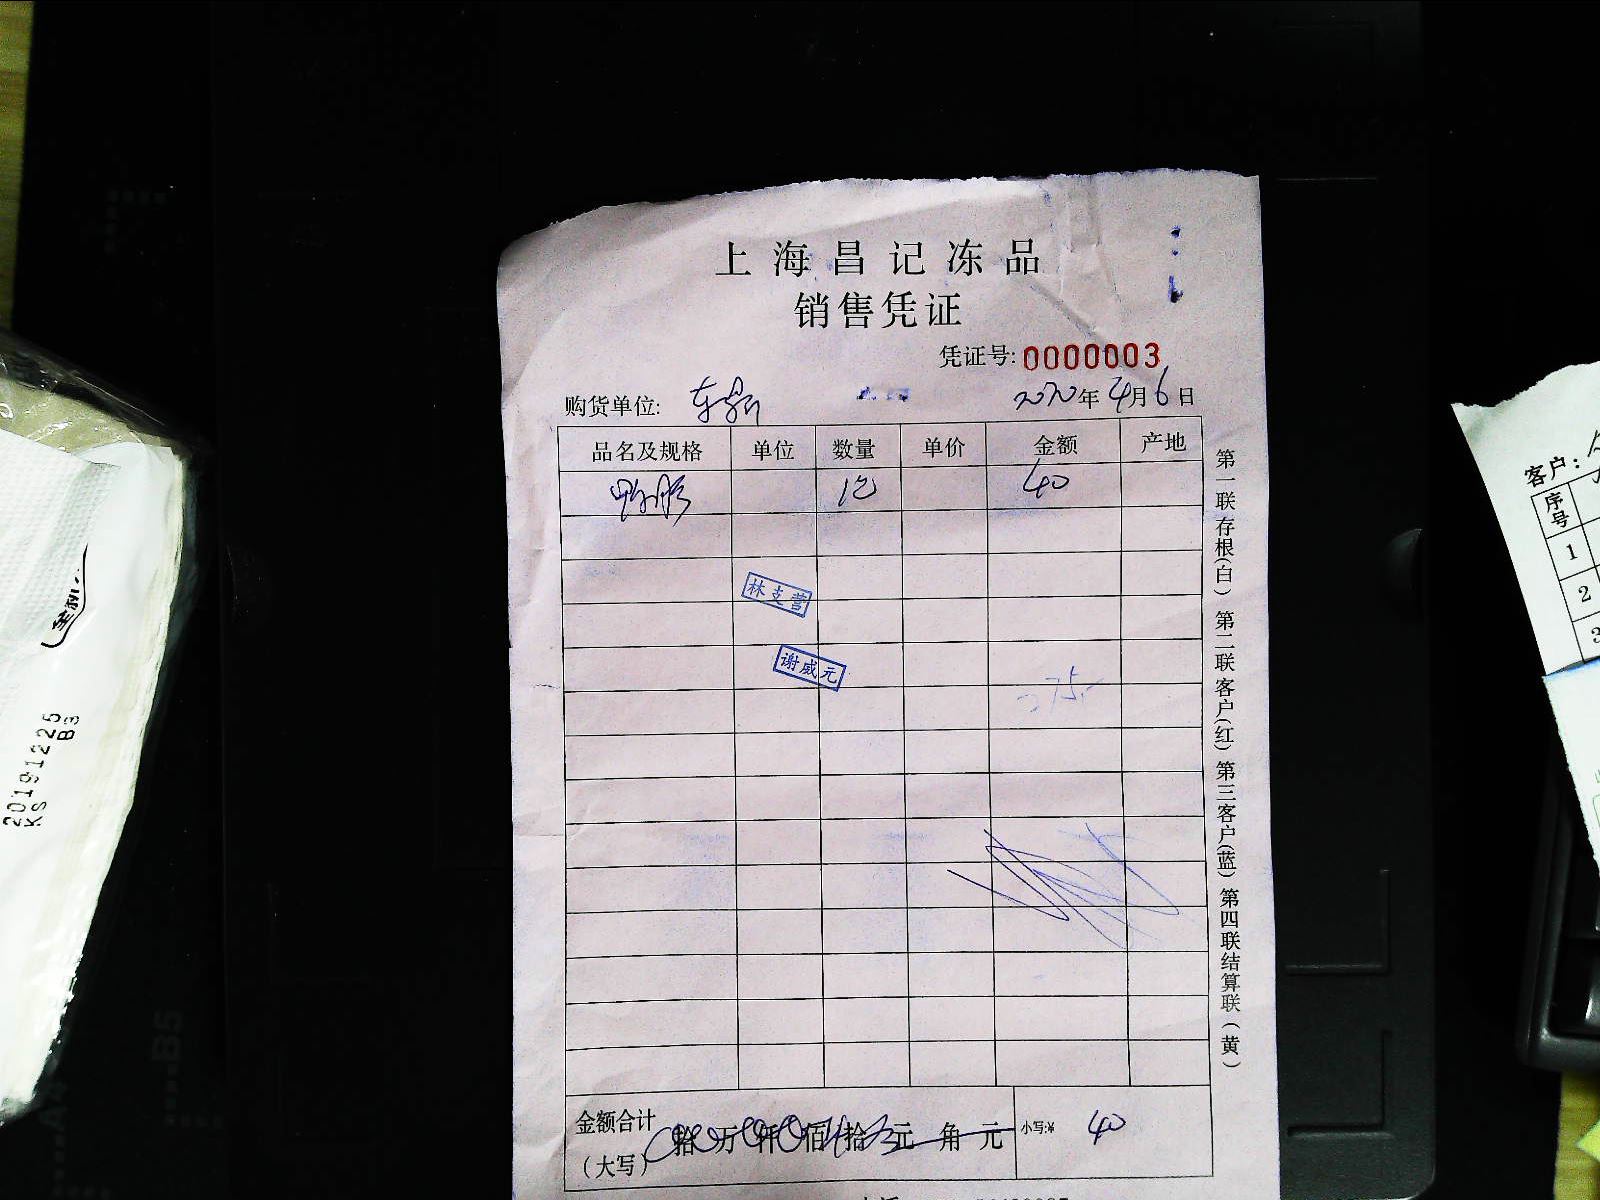 上海昌记冻品
销售凭证
凭证号: 0000003
购货单位: 2020年4月6日
品名及规格 单位 数量 单价 金额 产地
40
林支营
谢威元
75.-
金额合计
(大写) 拾 万 仟 佰 拾 元 角 元 小写:¥ 40
第一联存根(白) 第二联客户(红) 第三客户(蓝) 第四联结算联(黄)
20191225
KS B3
客户:
序号
1
2
3
B5